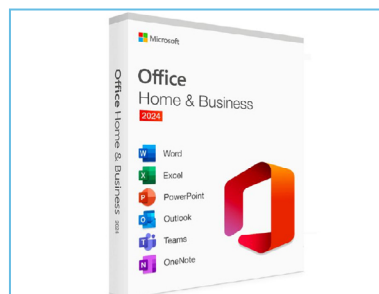 Microsoft
Office
Home & Business
2024
Word
Excel
PowerPoint
Outlook
Teams
OneNote
Office Home & Business 2024